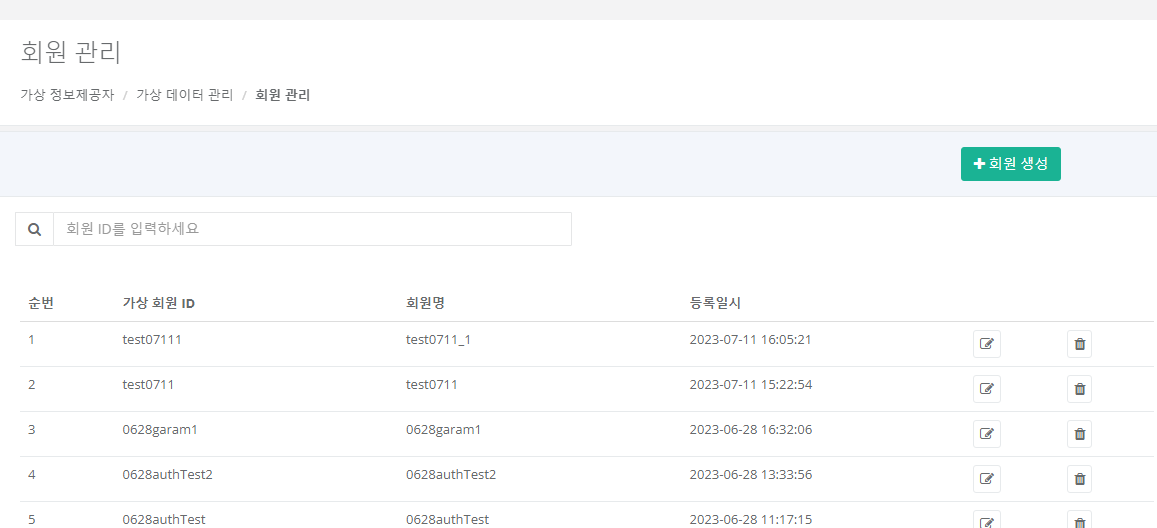 회원 관리
가상 정보제공자 / 가상 데이터 관리 / 회원 관리
회원 생성
회원 ID를 입력하세요
순번 가상 회원 ID 회원명 등록일시
1 test07111 test0711_1 2023-07-11 16:05:21
2 test0711 test0711 2023-07-11 15:22:54
3 0628garam1 0628garam1 2023-06-28 16:32:06
4 0628authTest2 0628authTest2 2023-06-28 13:33:56
5 0628authTest 0628authTest 2023-06-28 11:17:15